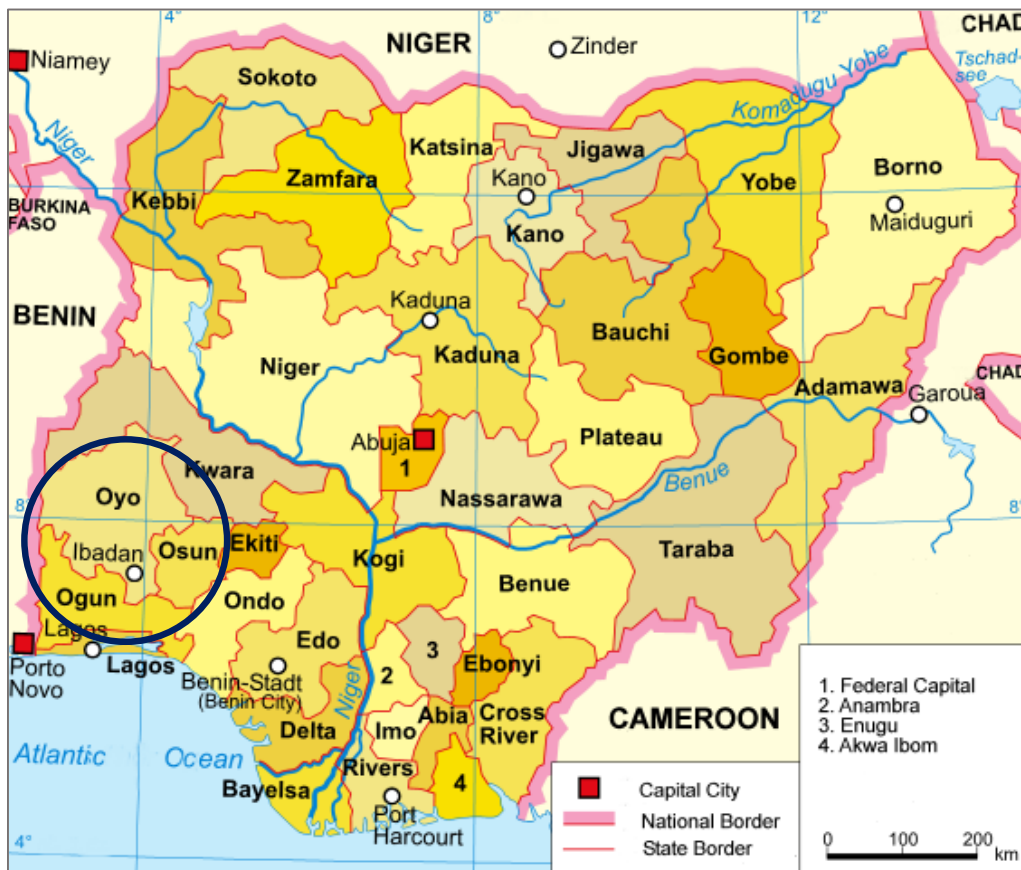 4°
8°
12°
CHAD
NIGER
Zinder
Niamey
Tschad-
see
Sokoto
Komadugu Yobe
Niger
Katsina
Jigawa
Borno
Zamfara
Kano
Yobe
Kebbi
BURKINA
FASO
Maiduguri
Kano
Kaduna
BENIN
Bauchi
Kaduna
Niger
Gombe
CHAD
Adamawa
Garoua
Abuja
Plateau
1
Kwara
Benue
Oyo
Nassarawa
8°
8°
Ibadan
Osun
Ekiti
Kogi
Taraba
Benue
Ogun
Ondo
Lagos
Edo
3
Ebonyi
Porto
Novo
Lagos
2
Benin-Stadt
(Benin City)
Niger
Abia
Cross
River
CAMEROON
Delta
Imo
Atlantic Ocean
Rivers
4
Bayelsa
Port
Harcourt
4°
1. Federal Capital
2. Anambra
3. Enugu
4. Akwa Ibom
Capital City
National Border
State Border
0 100 200
km